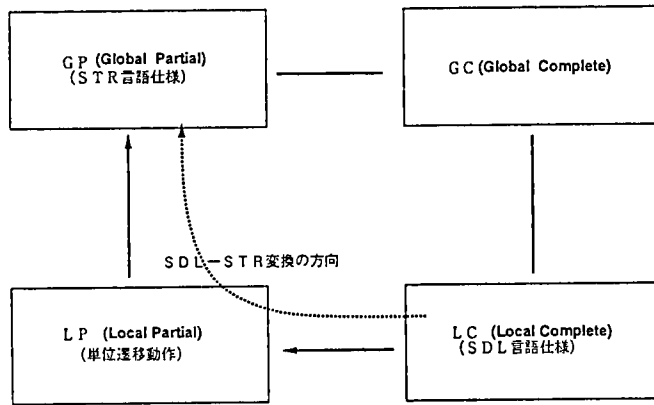 GP (Global Partial)
(STR言語仕様)
GC (Global Complete)
SDL－STR変換の方向
LP (Local Partial)
(単位遷移動作)
LC (Local Complete)
(SDL言語仕様)